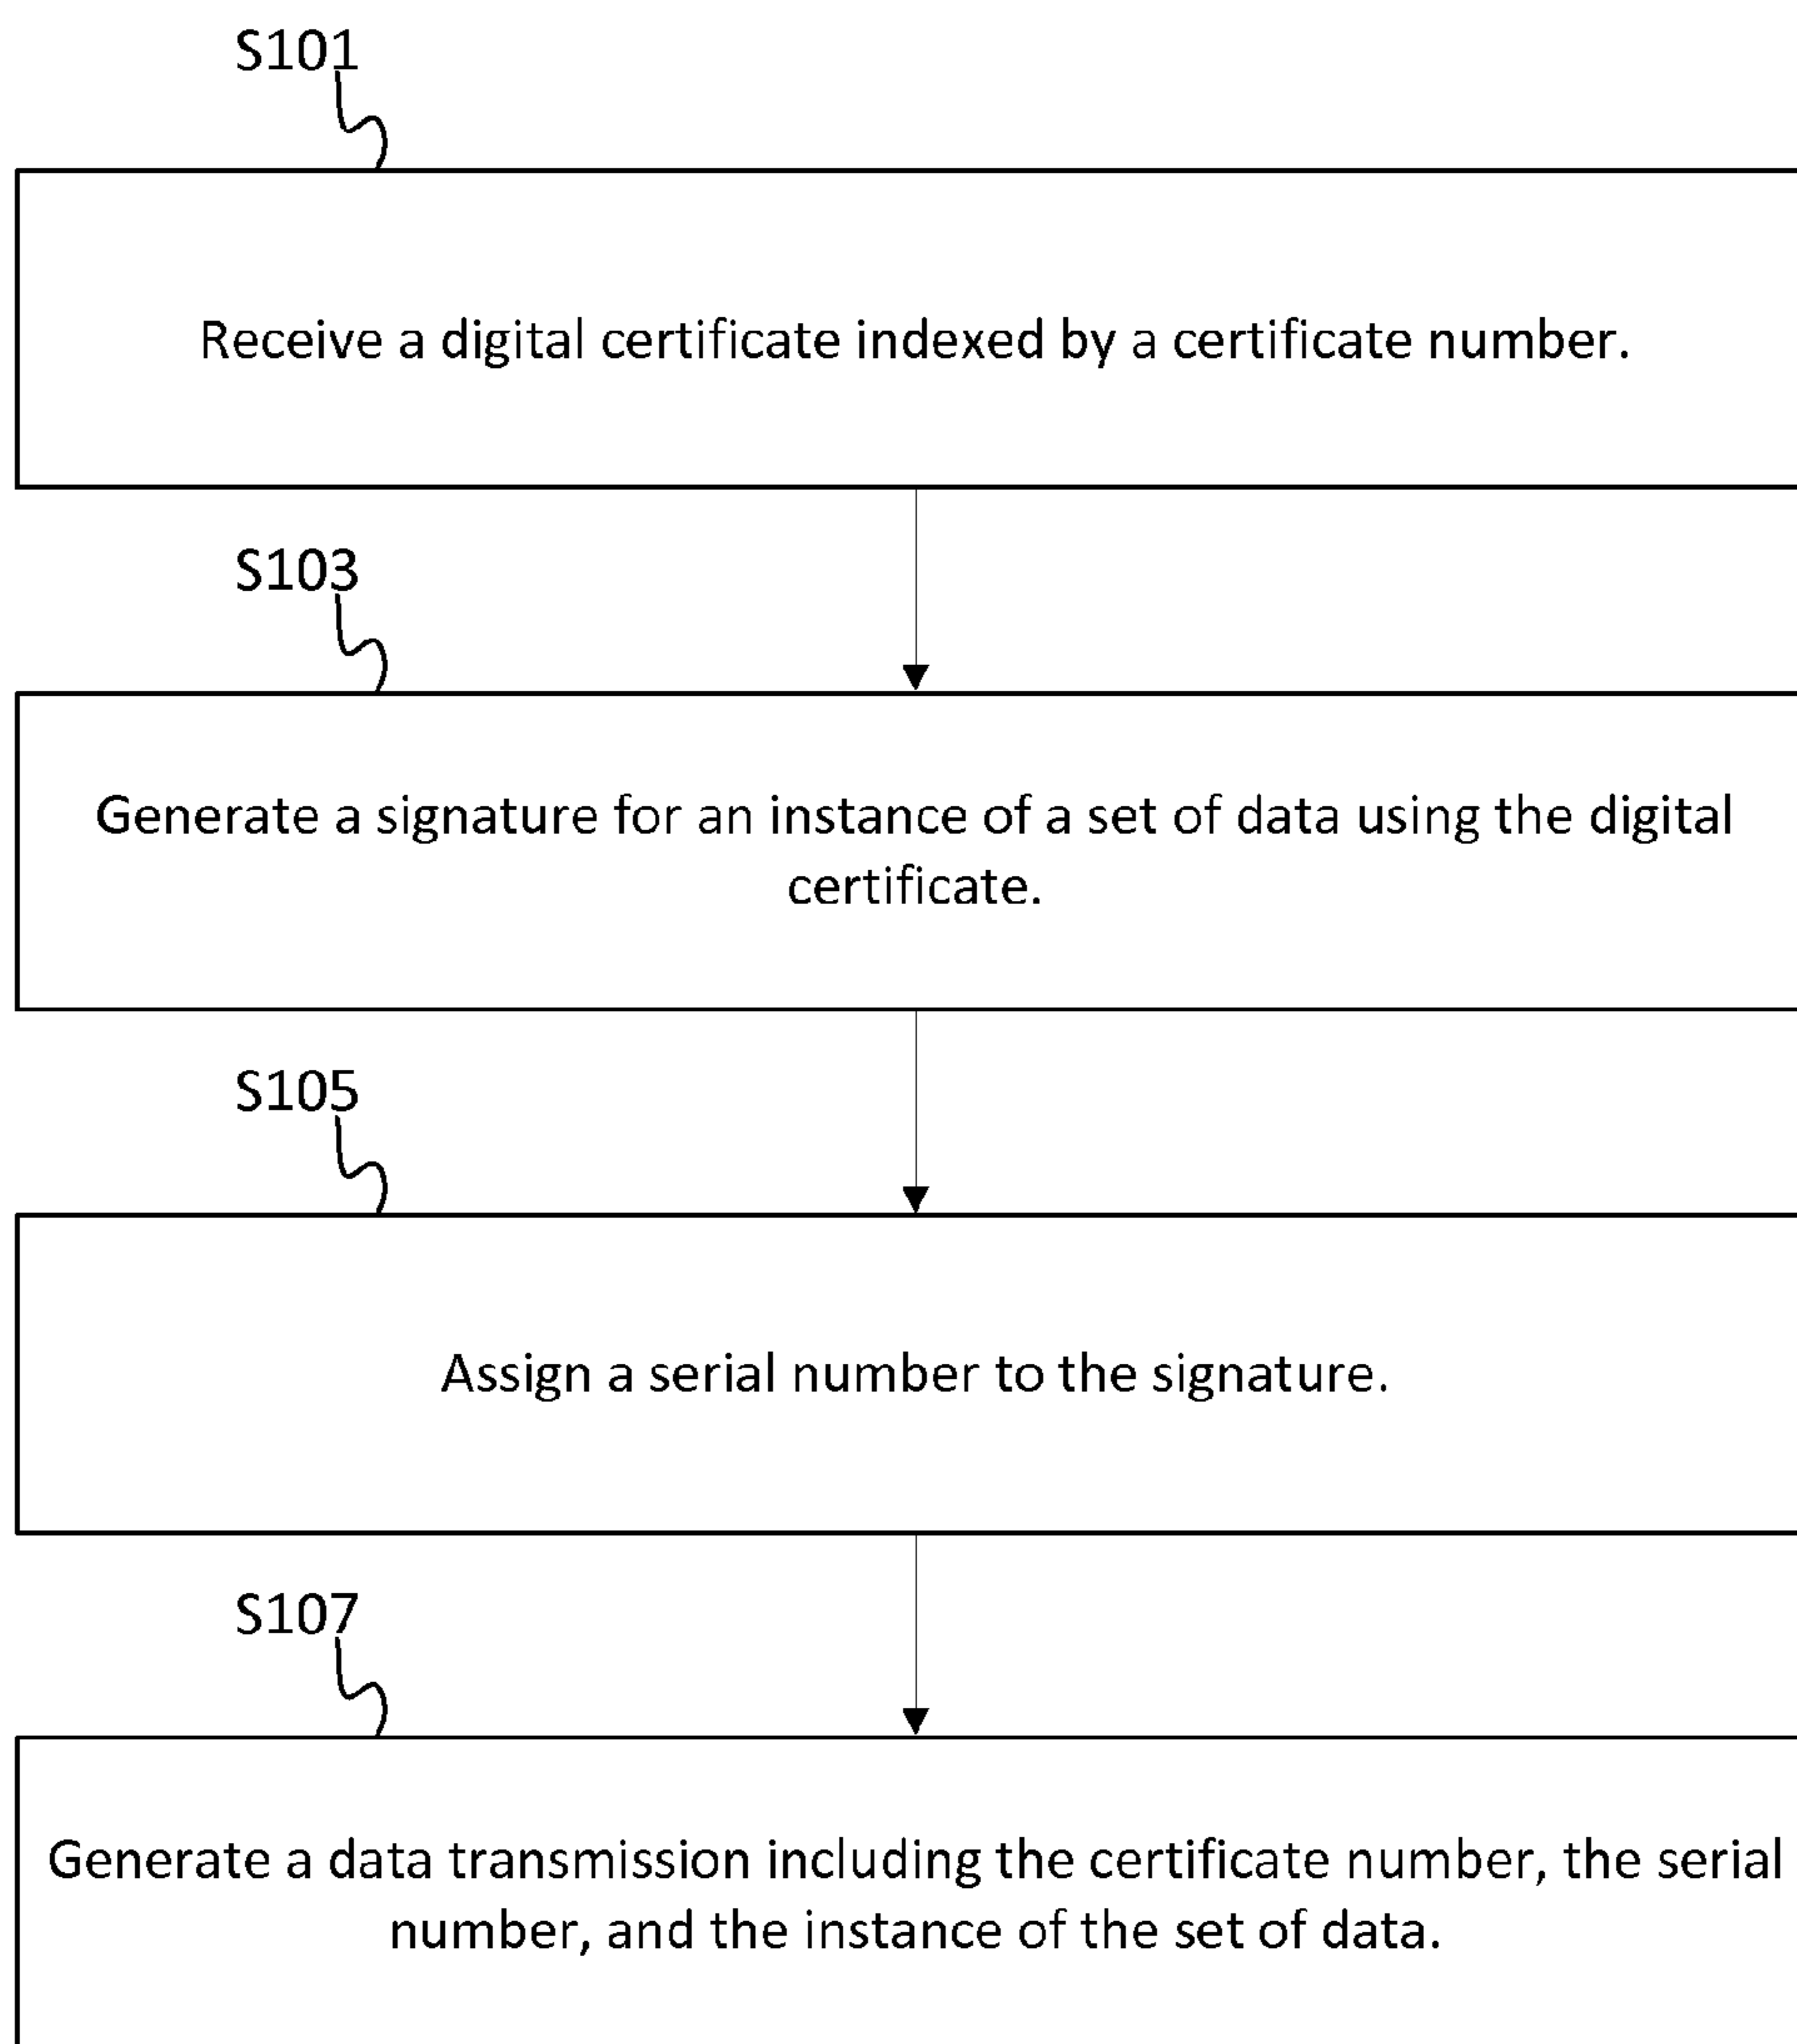 S101
Receive a digital certificate indexed by a certificate number.
S103
Generate a signature for an instance of a set of data using the digital
certificate.
S105
Assign a serial number to the signature.
S107
Generate a data transmission including the certificate number, the serial
number, and the instance of the set of data.